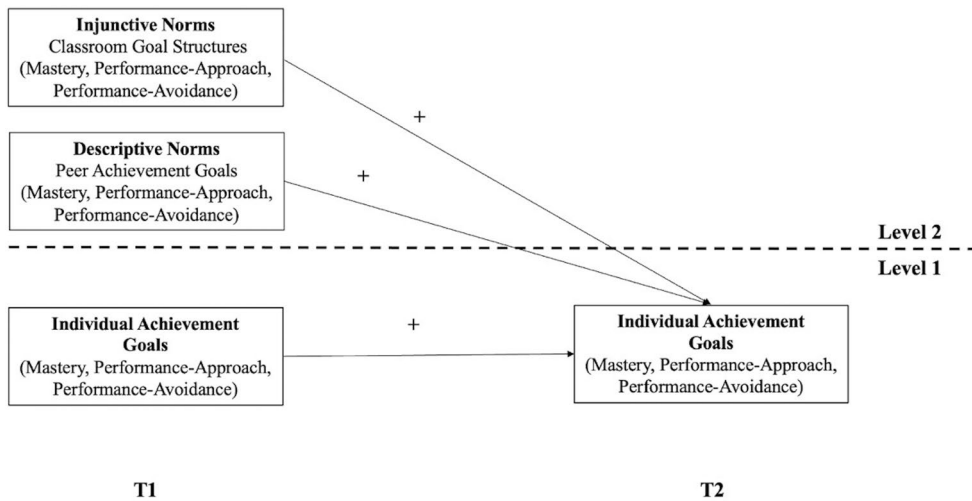 Injunctive Norms
Classroom Goal Structures
(Mastery, Performance-Approach,
Performance-Avoidance)
+
Descriptive Norms
Peer Achievement Goals
(Mastery, Performance-Approach,
Performance-Avoidance)
+
Level 2
Level 1
Individual Achievement
Goals
(Mastery, Performance-Approach,
Performance-Avoidance)
+
Individual Achievement
Goals
(Mastery, Performance-Approach,
Performance-Avoidance)
T1
T2